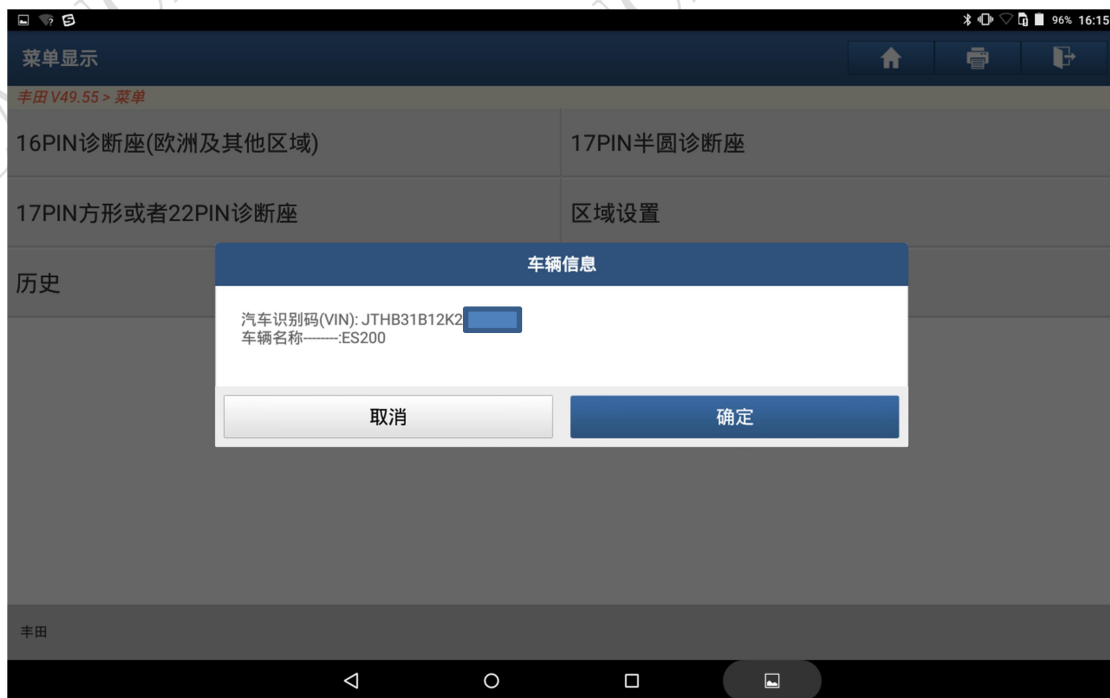 96% 16:15
菜单显示
丰田 V49.55 > 菜单
16PIN诊断座(欧洲及其他区域)
17PIN半圆诊断座
17PIN方形或者22PIN诊断座
区域设置
历史
车辆信息
汽车识别码(VIN): JTHB31B12K2
车辆名称--------:ES200
取消
确定
丰田